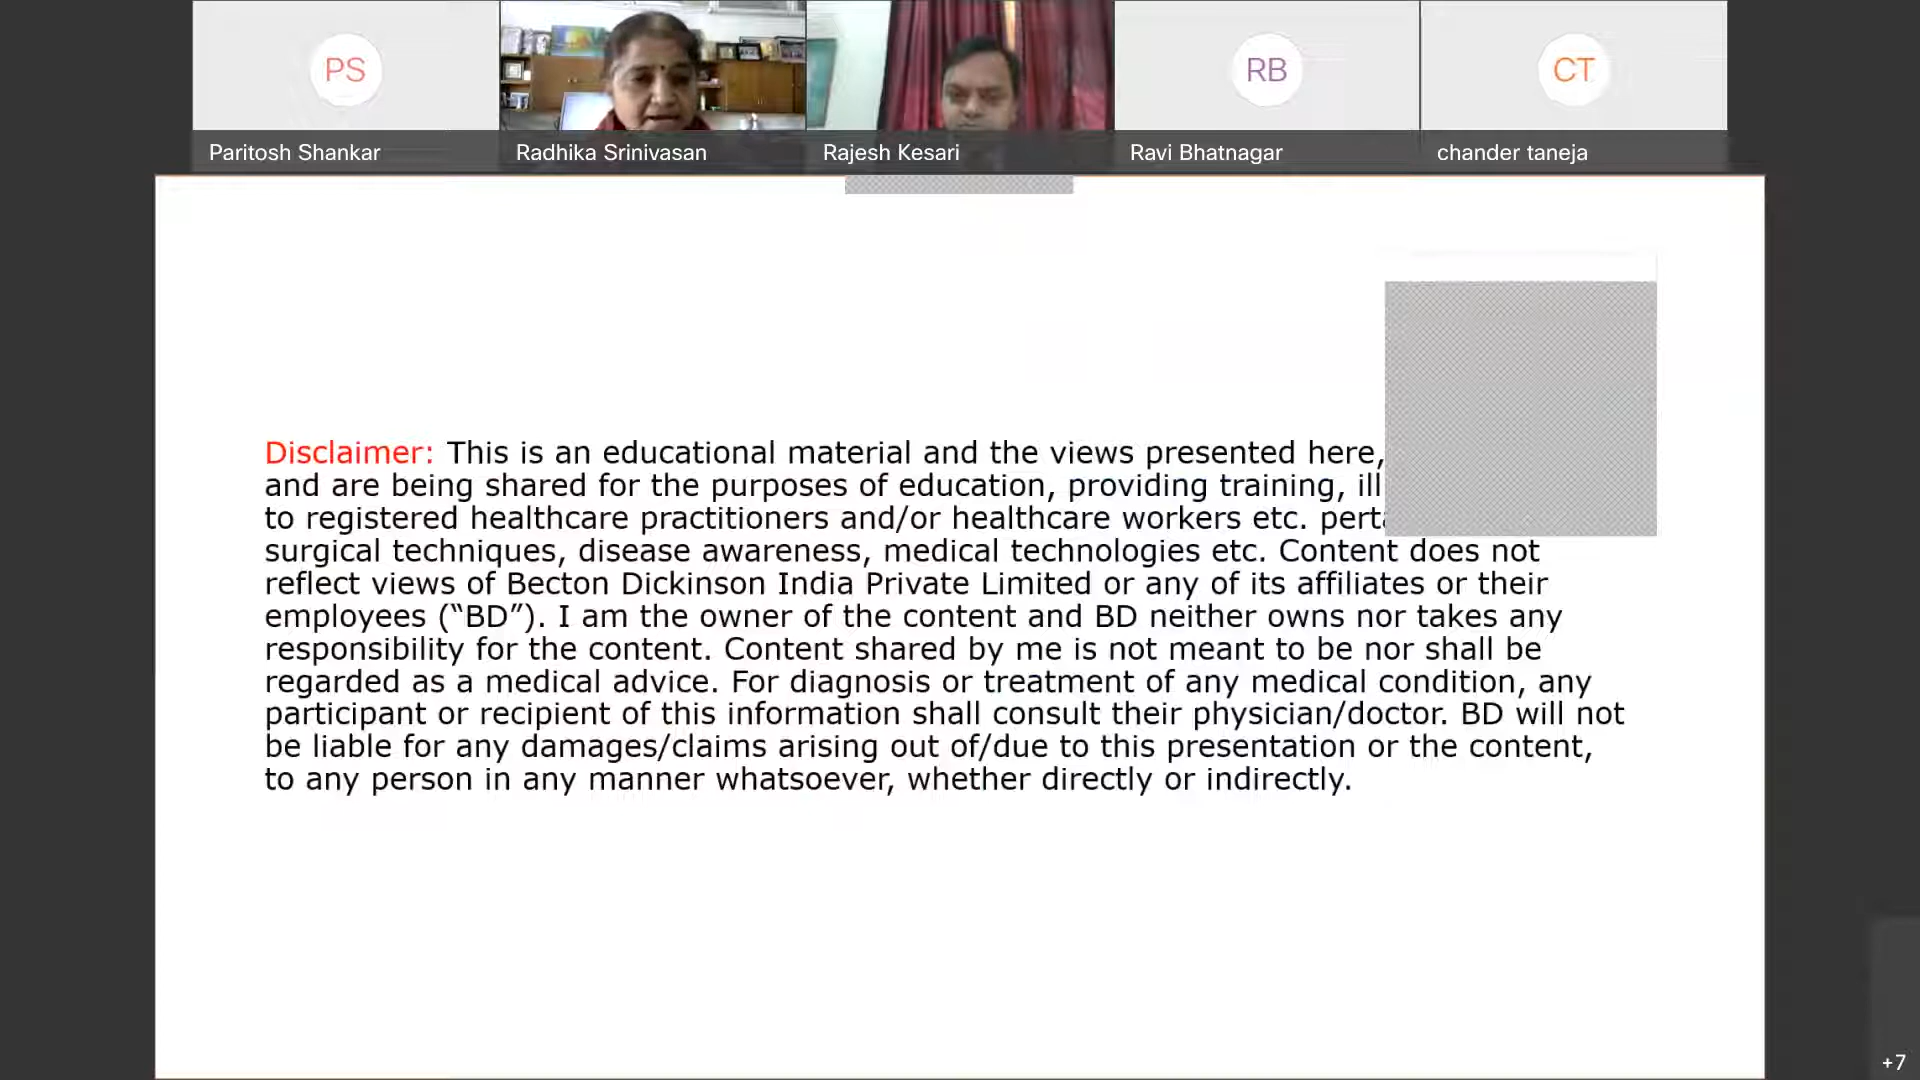 PS
RB
CT
Paritosh Shankar
Radhika Srinivasan
Rajesh Kesari
Ravi Bhatnagar
chander taneja
Disclaimer: This is an educational material and the views presented here,
and are being shared for the purposes of education, providing training,
to registered healthcare practitioners and/or healthcare workers etc.
surgical techniques, disease awareness, medical technologies etc. Content does not
reflect views of Becton Dickinson India Private Limited or any of its affiliates or their
employees (“BD”). I am the owner of the content and BD neither owns nor takes any
responsibility for the content. Content shared by me is not meant to be nor shall be
regarded as a medical advice. For diagnosis or treatment of any medical condition, any
participant or recipient of this information shall consult their physician/doctor. BD will not
be liable for any damages/claims arising out of/due to this presentation or the content,
to any person in any manner whatsoever, whether directly or indirectly.
+7